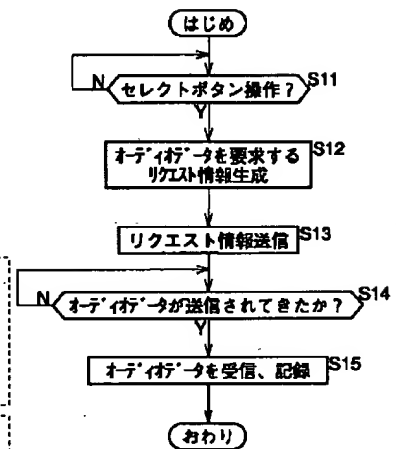 はじめ
N セレクトボタン操作？ S11
Y
オーディオデータを要求する S12
リクエスト情報生成
リクエスト情報送信 S13
N オーディオデータが送信されてきたか？ S14
Y
オーディオデータを受信、記録 S15
おわり